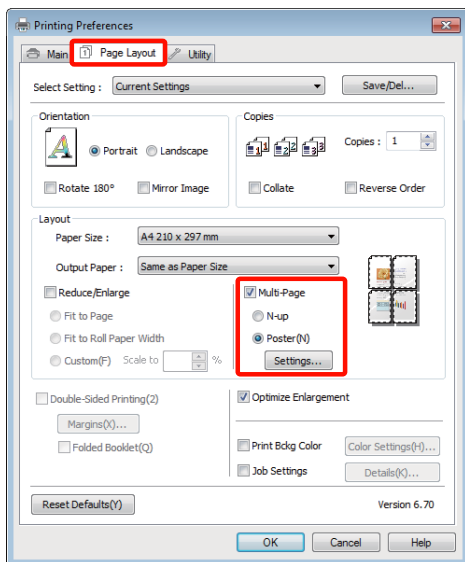 Printing Preferences
Main Page Layout Utility
Select Setting : Current Settings Save/Del...
Orientation Copies
Portrait Landscape Copies : 1
Rotate 180° Mirror Image Collate Reverse Order
Layout
Paper Size : A4 210 x 297 mm
Output Paper : Same as Paper Size
Reduce/Enlarge Multi-Page
Fit to Page N-up
Fit to Roll Paper Width Poster(N)
Custom(F) Scale to % Settings...
Double-Sided Printing(2) Optimize Enlargement
Margins(X)...
Folded Booklet(Q) Print Bckg Color Color Settings(H)...
Job Settings Details(K)...
Reset Defaults(Y) Version 6.70
OK Cancel Help